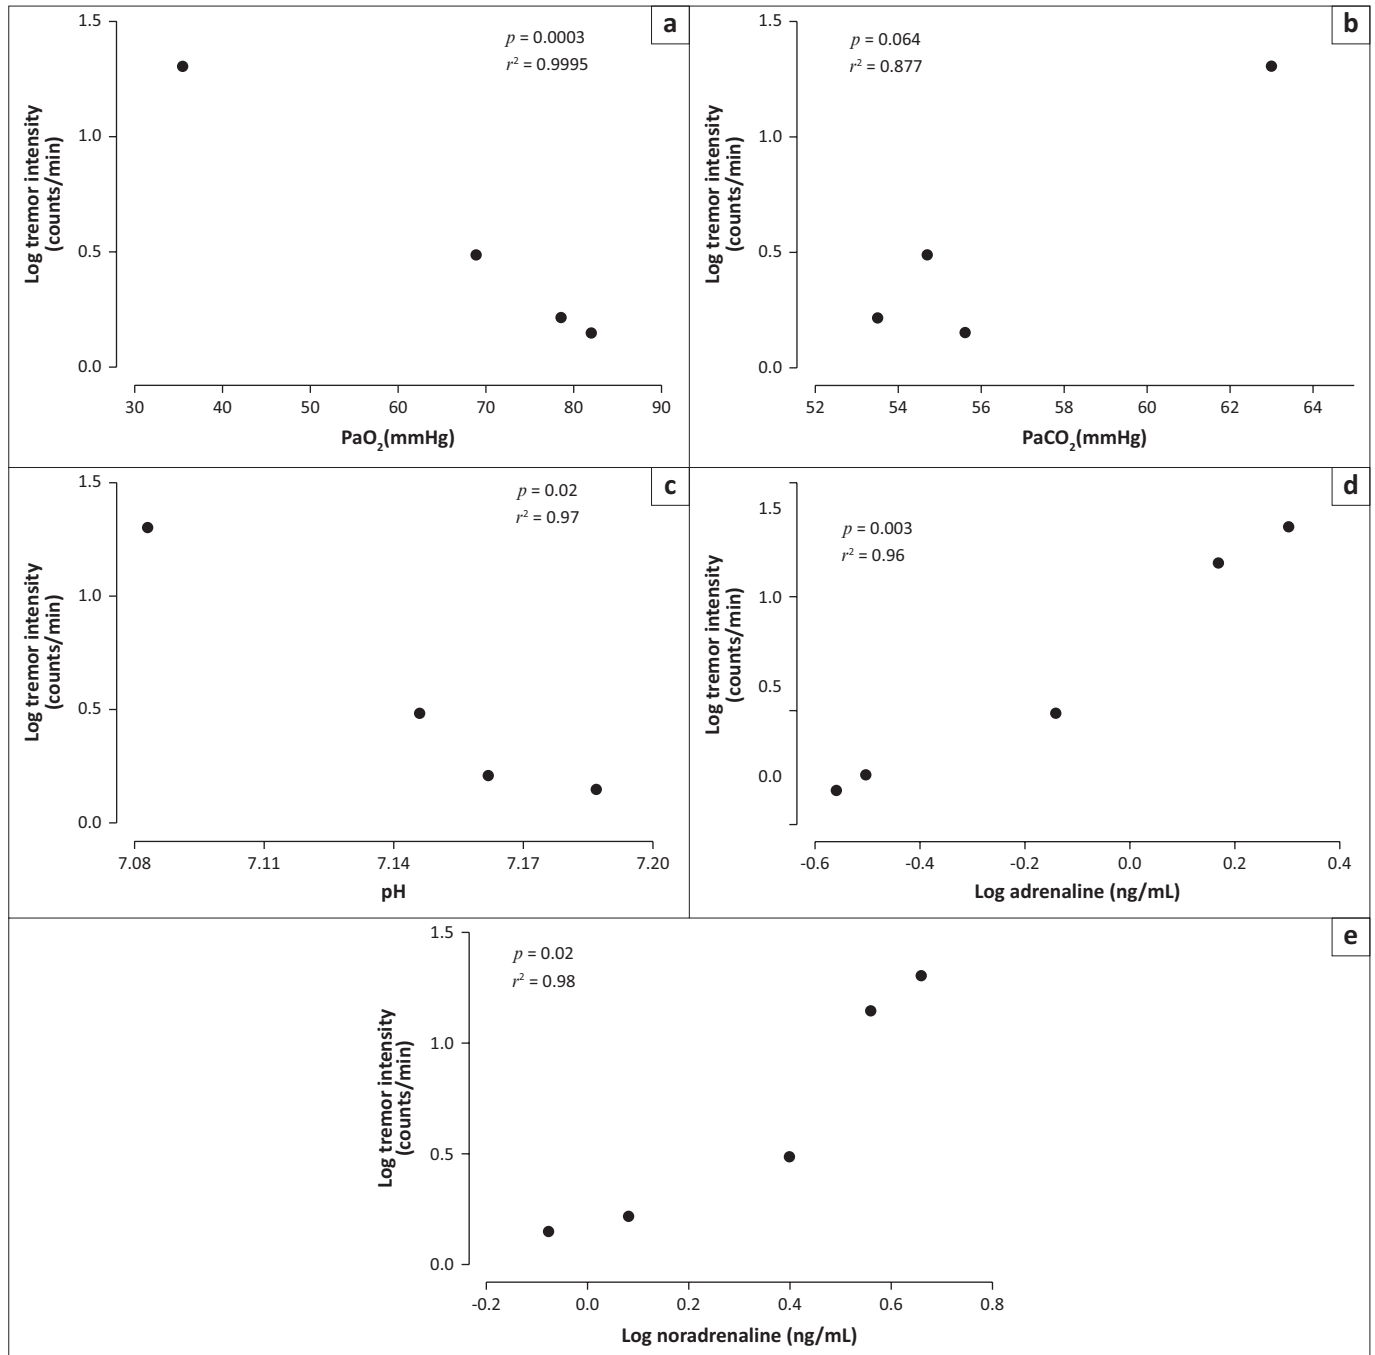 a
p = 0.0003
r² = 0.9995
Log tremor intensity
(counts/min)
1.5
1.0
0.5
0.0
30 40 50 60 70 80 90
PaO₂(mmHg)
b
p = 0.064
r² = 0.877
Log tremor intensity
(counts/min)
1.5
1.0
0.5
0.0
52 54 56 58 60 62 64
PaCO₂(mmHg)
c
p = 0.02
r² = 0.97
Log tremor intensity
(counts/min)
1.5
1.0
0.5
0.0
7.08 7.11 7.14 7.17 7.20
pH
d
p = 0.003
r² = 0.96
Log tremor intensity
(counts/min)
1.5
1.0
0.5
0.0
-0.6 -0.4 -0.2 0.0 0.2 0.4
Log adrenaline (ng/mL)
e
p = 0.02
r² = 0.98
Log tremor intensity
(counts/min)
1.5
1.0
0.5
0.0
-0.2 0.0 0.2 0.4 0.6 0.8
Log noradrenaline (ng/mL)